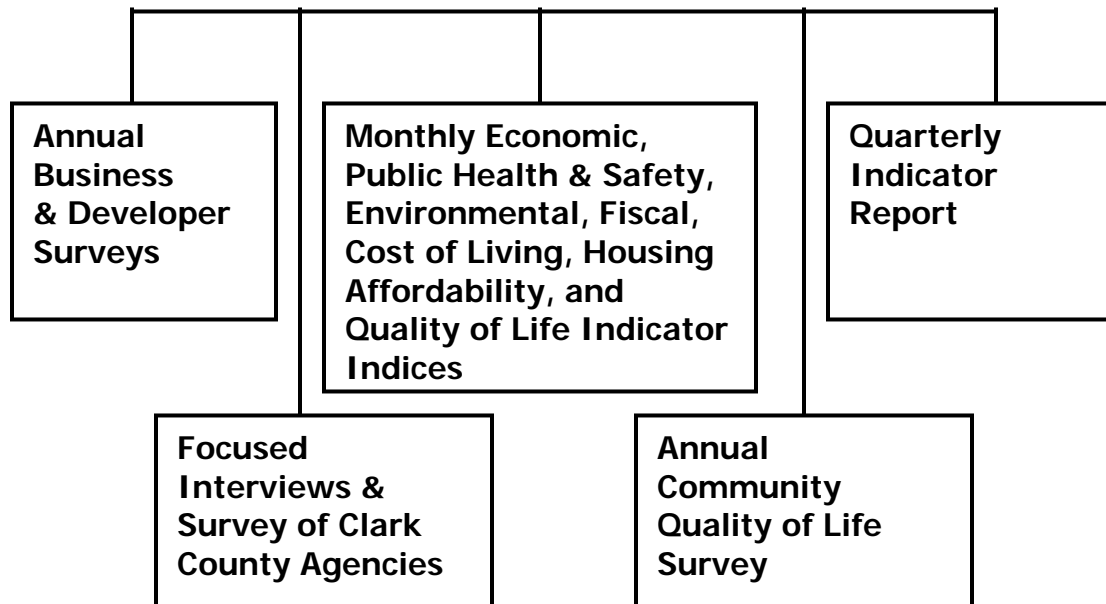 Annual
Business
& Developer
Surveys
Monthly Economic,
Public Health & Safety,
Environmental, Fiscal,
Cost of Living, Housing
Affordability, and
Quality of Life Indicator
Indices
Quarterly
Indicator
Report
Focused
Interviews &
Survey of Clark
County Agencies
Annual
Community
Quality of Life
Survey